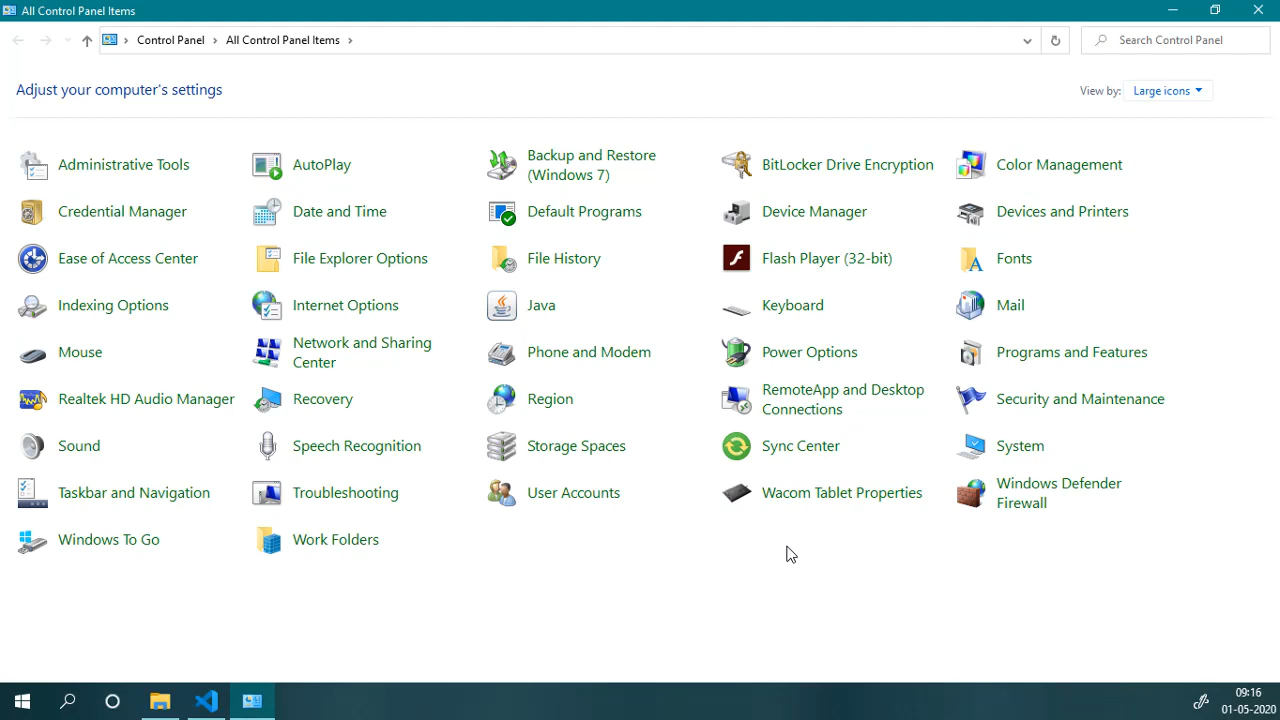 All Control Panel Items
Control Panel > All Control Panel Items >
Search Control Panel
Adjust your computer's settings
View by: Large icons
Administrative Tools
AutoPlay
Backup and Restore
(Windows 7)
BitLocker Drive Encryption
Color Management
Credential Manager
Date and Time
Default Programs
Device Manager
Devices and Printers
Ease of Access Center
File Explorer Options
File History
Flash Player (32-bit)
Fonts
Indexing Options
Internet Options
Java
Keyboard
Mail
Mouse
Network and Sharing
Center
Phone and Modem
Power Options
Programs and Features
Realtek HD Audio Manager
Recovery
Region
RemoteApp and Desktop
Connections
Security and Maintenance
Sound
Speech Recognition
Storage Spaces
Sync Center
System
Taskbar and Navigation
Troubleshooting
User Accounts
Wacom Tablet Properties
Windows Defender
Firewall
Windows To Go
Work Folders
09:16
01-05-2020